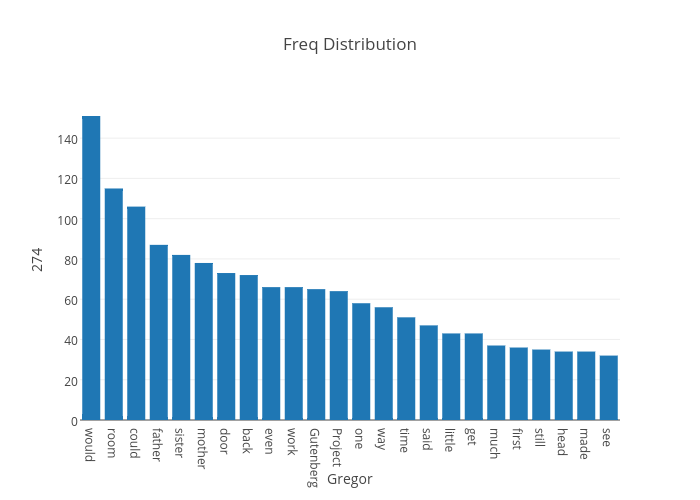 Freq Distribution
274
140
120
100
80
60
40
20
0
would
room
could
father
sister
mother
door
back
even
work
Gutenberg
Project
one
way
time
said
little
get
much
first
still
head
made
see
Gregor